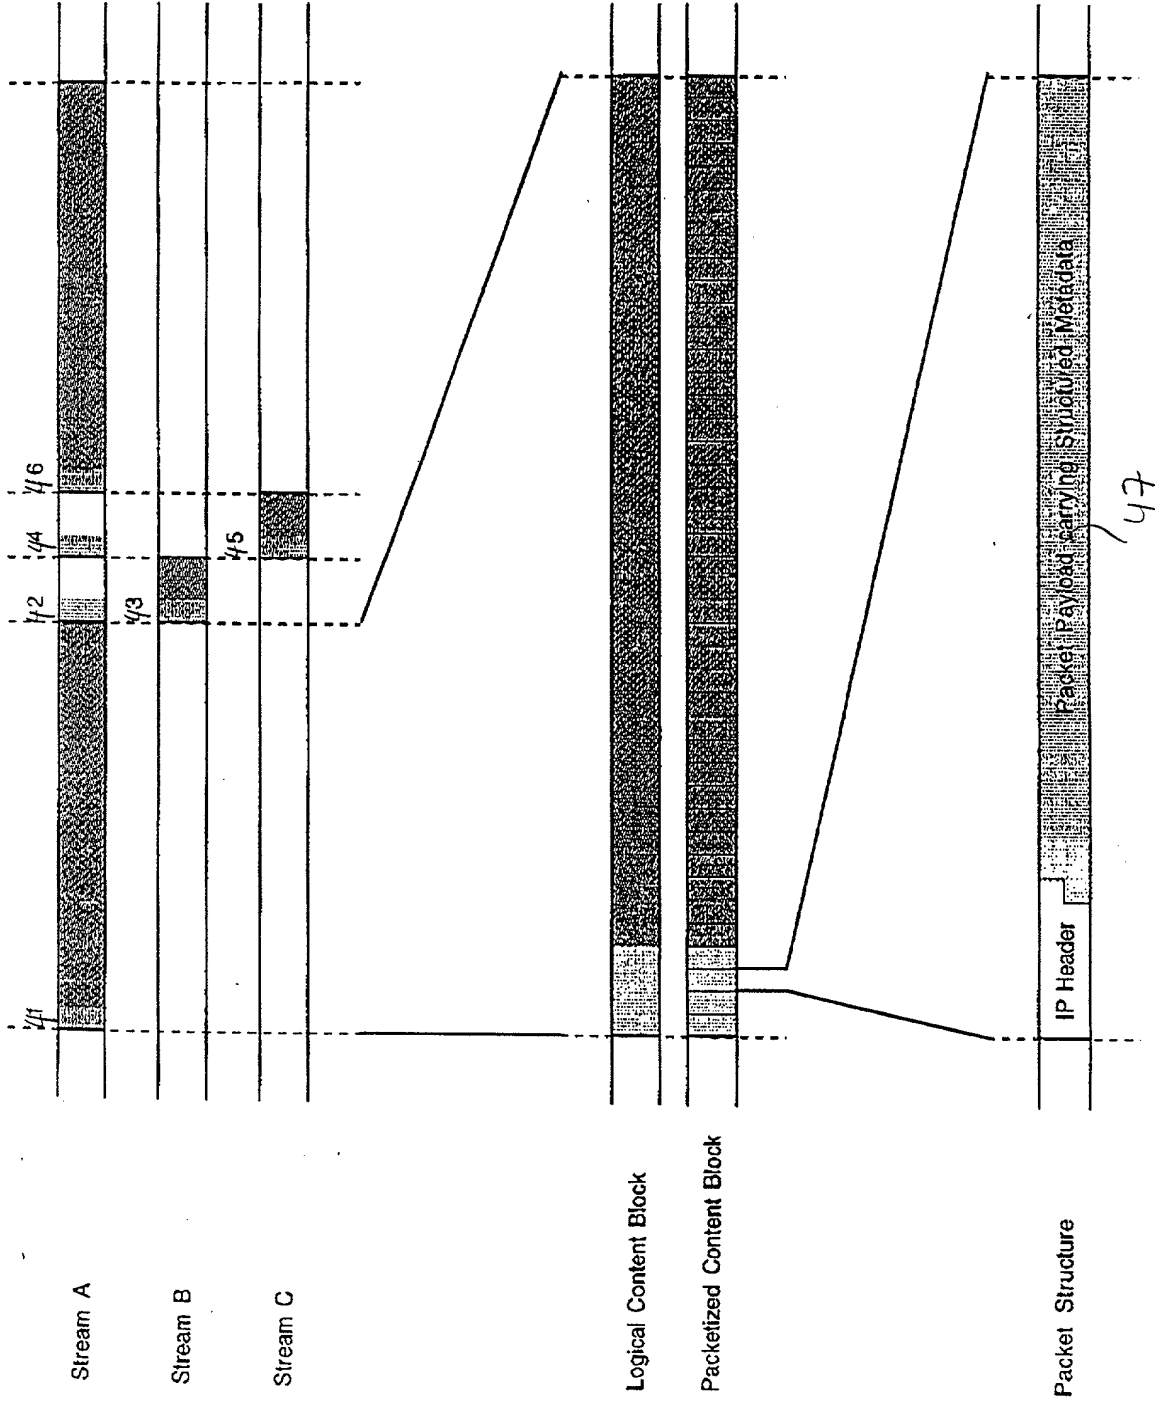 Stream A
41
42
44
46
Stream B
43
Stream C
45
Logical Content Block
Packetized Content Block
Packet Structure
IP Header
Packet Payload carrying Structured Metadata
47